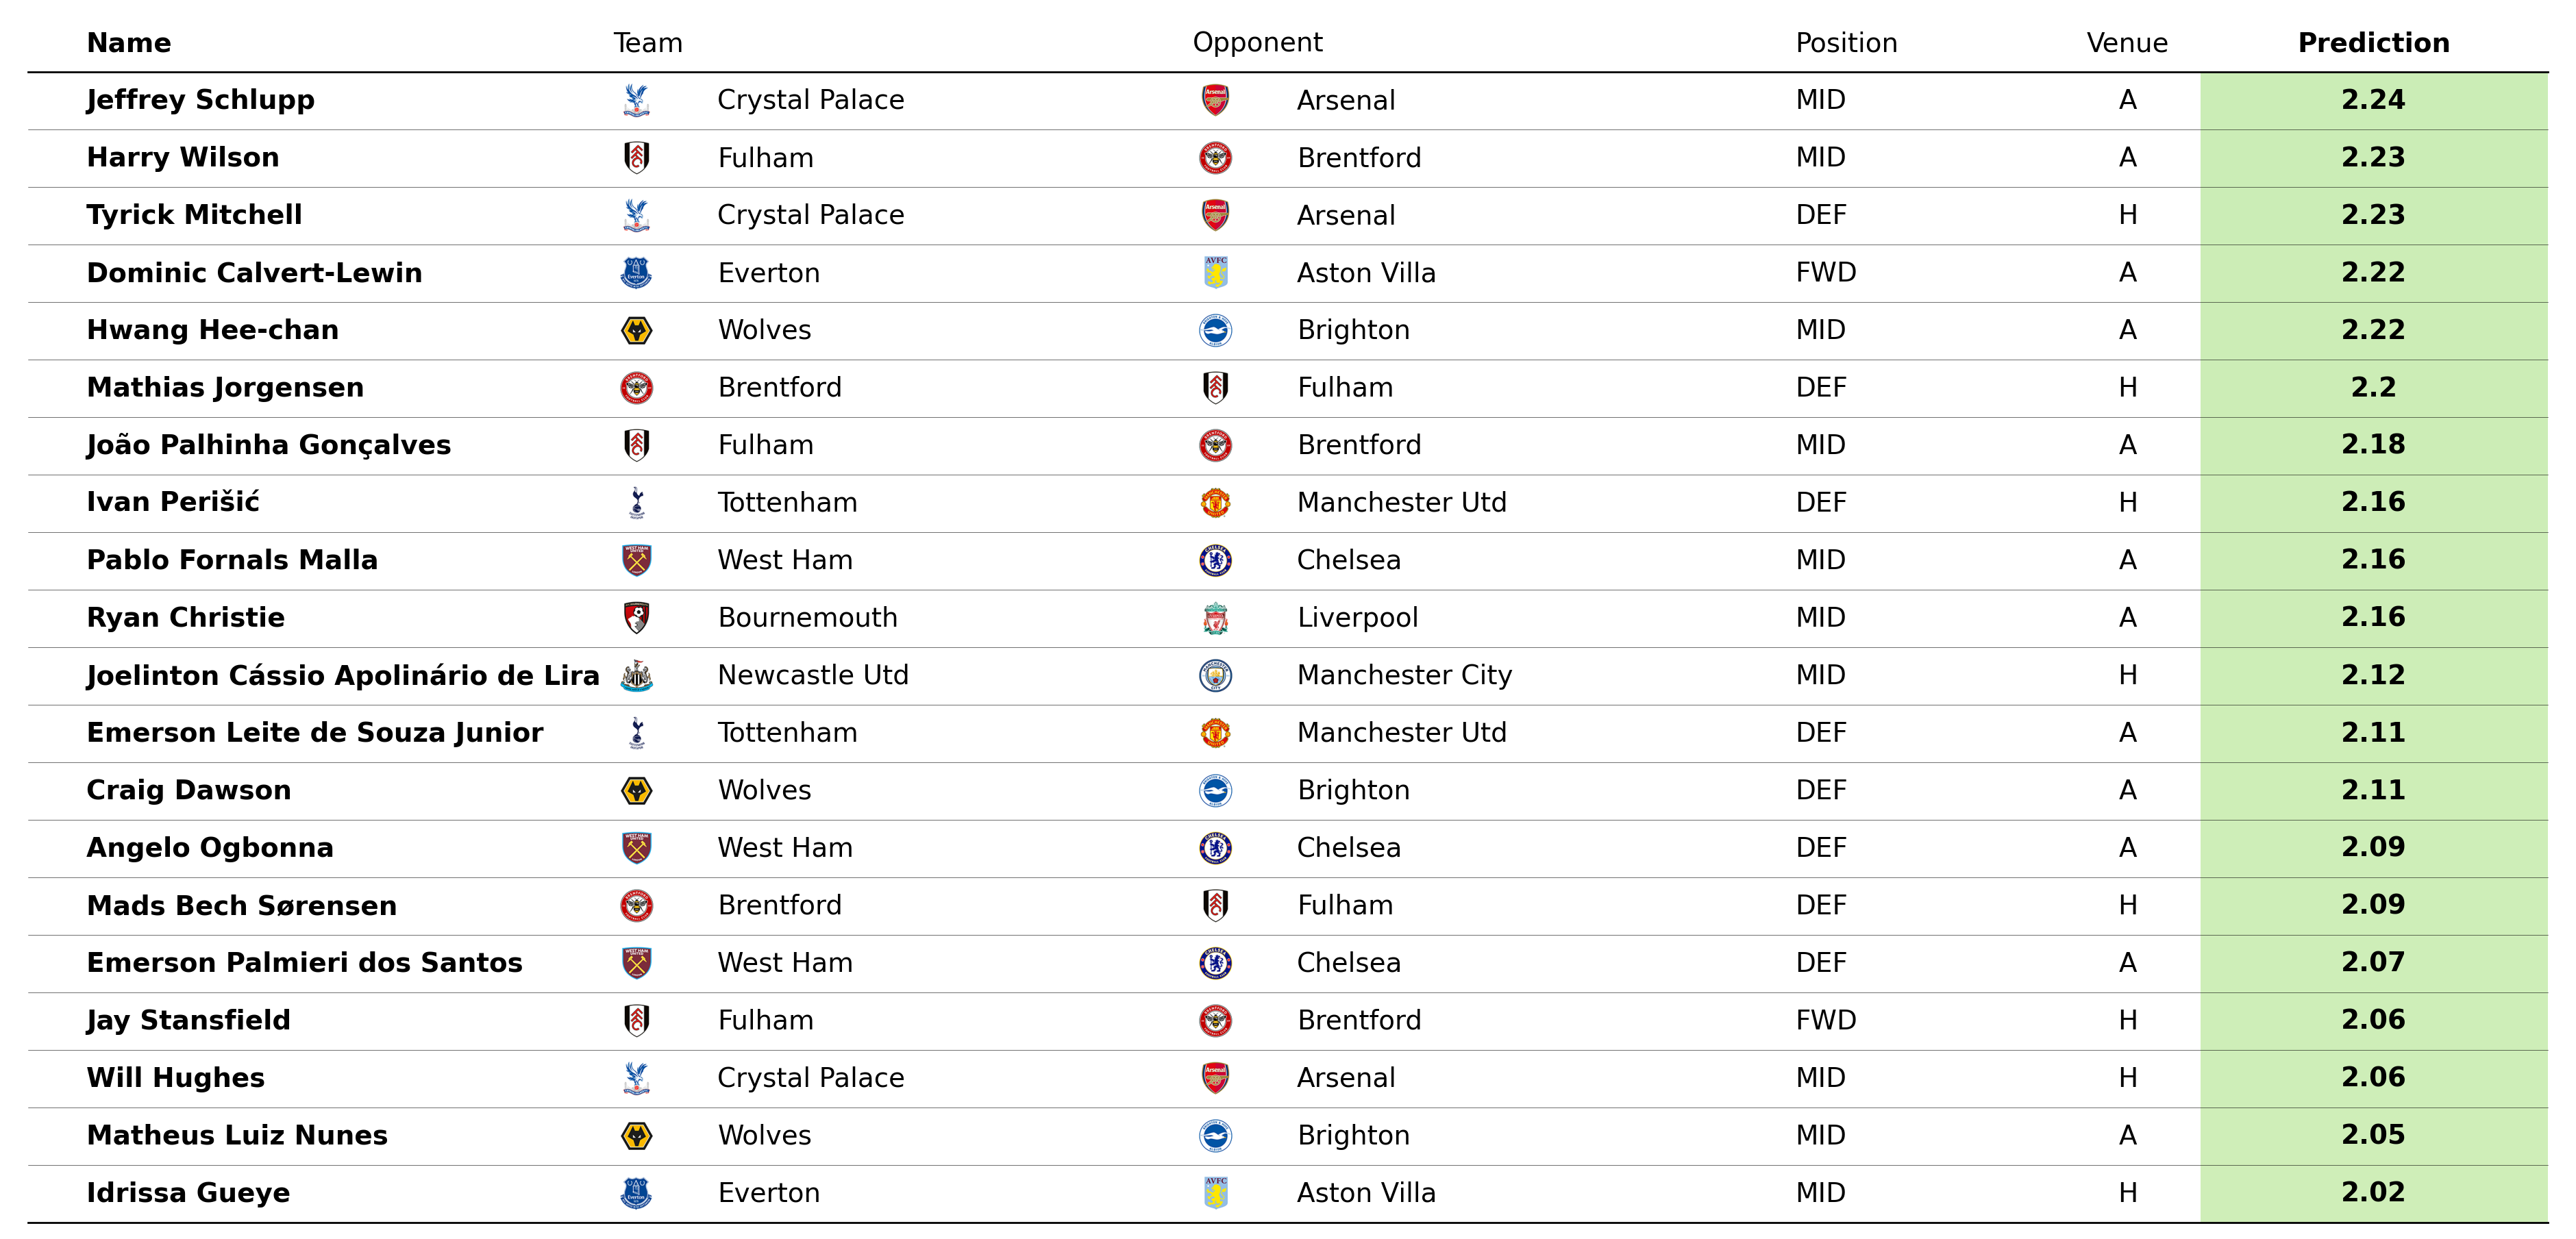 Name Team Opponent Position Venue Prediction
Jeffrey Schlupp Crystal Palace Arsenal MID A 2.24
Harry Wilson Fulham Brentford MID A 2.23
Tyrick Mitchell Crystal Palace Arsenal DEF H 2.23
Dominic Calvert-Lewin Everton Aston Villa FWD A 2.22
Hwang Hee-chan Wolves Brighton MID A 2.22
Mathias Jorgensen Brentford Fulham DEF H 2.2
João Palhinha Gonçalves Fulham Brentford MID A 2.18
Ivan Perišić Tottenham Manchester Utd DEF H 2.16
Pablo Fornals Malla West Ham Chelsea MID A 2.16
Ryan Christie Bournemouth Liverpool MID A 2.16
Joelinton Cássio Apolinário de Lira Newcastle Utd Manchester City MID H 2.12
Emerson Leite de Souza Junior Tottenham Manchester Utd DEF A 2.11
Craig Dawson Wolves Brighton DEF A 2.11
Angelo Ogbonna West Ham Chelsea DEF A 2.09
Mads Bech Sørensen Brentford Fulham DEF H 2.09
Emerson Palmieri dos Santos West Ham Chelsea DEF A 2.07
Jay Stansfield Fulham Brentford FWD H 2.06
Will Hughes Crystal Palace Arsenal MID H 2.06
Matheus Luiz Nunes Wolves Brighton MID A 2.05
Idrissa Gueye Everton Aston Villa MID H 2.02